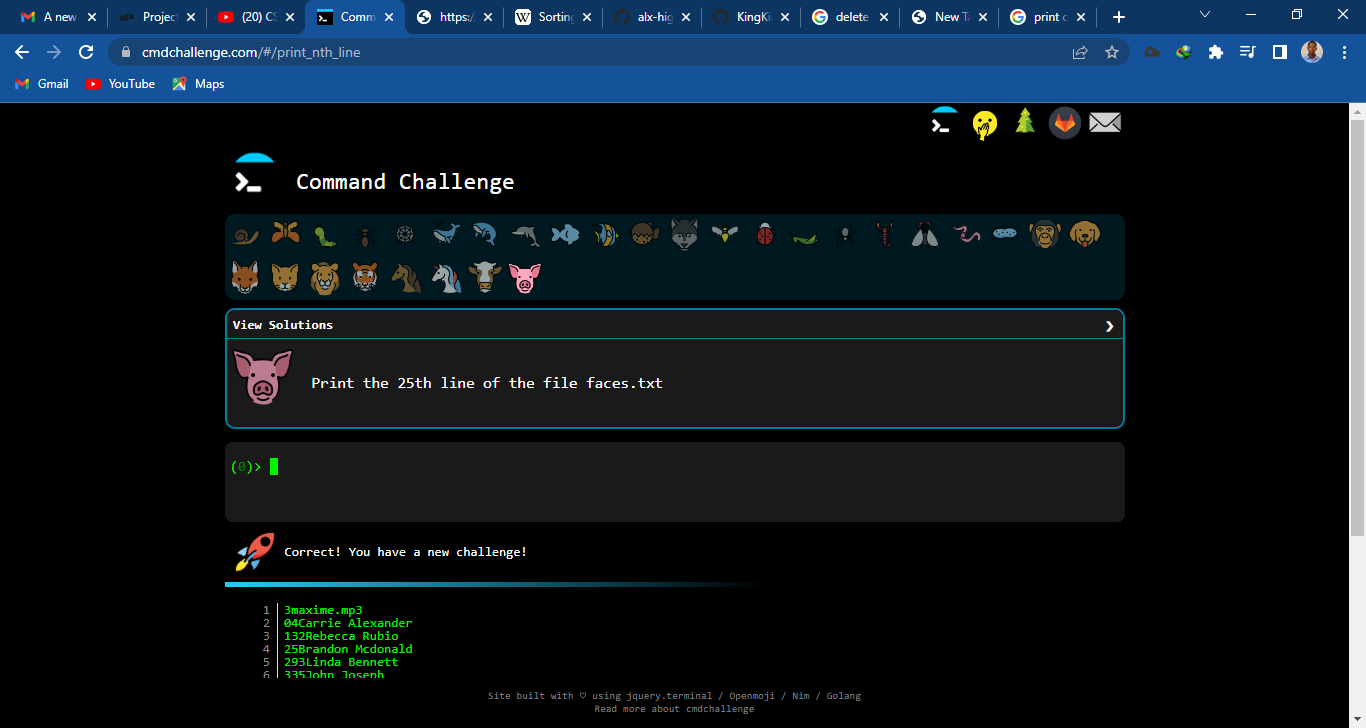 A new
Project
(20) CS
Comm
https:/
Sorting
alx-hig
KingKi
delete
New Ta
print c
cmdchallenge.com/#/print_nth_line
Gmail
YouTube
Maps
Command Challenge
View Solutions
Print the 25th line of the file faces.txt
(0)>
Correct! You have a new challenge!
1 3maxime.mp3
2 04Carrie Alexander
3 132Rebecca Rubio
4 25Brandon Mcdonald
5 293Linda Bennett
6 335John Joseph
Site built with ♡ using jquery.terminal / Openmoji / Nim / Golang
Read more about cmdchallenge